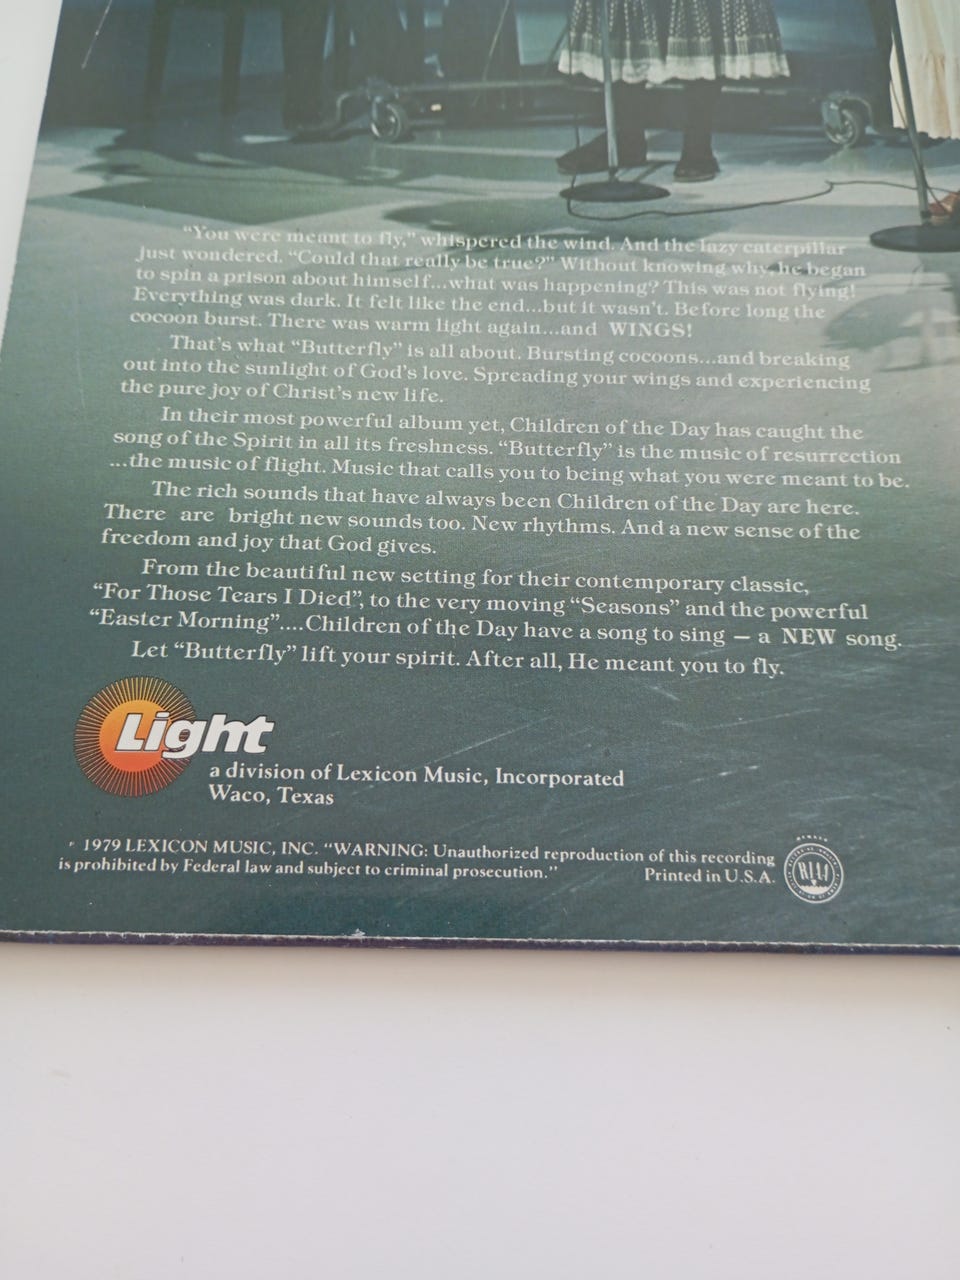 "You were meant to fly," whispered the wind. And the lazy caterpillar
just wondered. "Could that really be true?" Without knowing why, he began
to spin a prison about himself...what was happening? This was not flying!
Everything was dark. It felt like the end...but it wasn't. Before long the
cocoon burst. There was warm light again...and WINGS!
That's what "Butterfly" is all about. Bursting cocoons...and breaking
out into the sunlight of God's love. Spreading your wings and experiencing
the pure joy of Christ's new life.
In their most powerful album yet, Children of the Day has caught the
song of the Spirit in all its freshness. "Butterfly" is the music of resurrection
...the music of flight. Music that calls you to being what you were meant to be.
The rich sounds that have always been Children of the Day are here.
There are bright new sounds too. New rhythms. And a new sense of the
freedom and joy that God gives.
From the beautiful new setting for their contemporary classic,
"For Those Tears I Died", to the very moving "Seasons" and the powerful
"Easter Morning"....Children of the Day have a song to sing — a NEW song.
Let "Butterfly" lift your spirit. After all, He meant you to fly.
Light
a division of Lexicon Music, Incorporated
Waco, Texas
1979 LEXICON MUSIC, INC. "WARNING: Unauthorized reproduction of this recording
is prohibited by Federal law and subject to criminal prosecution."
Printed in U.S.A.